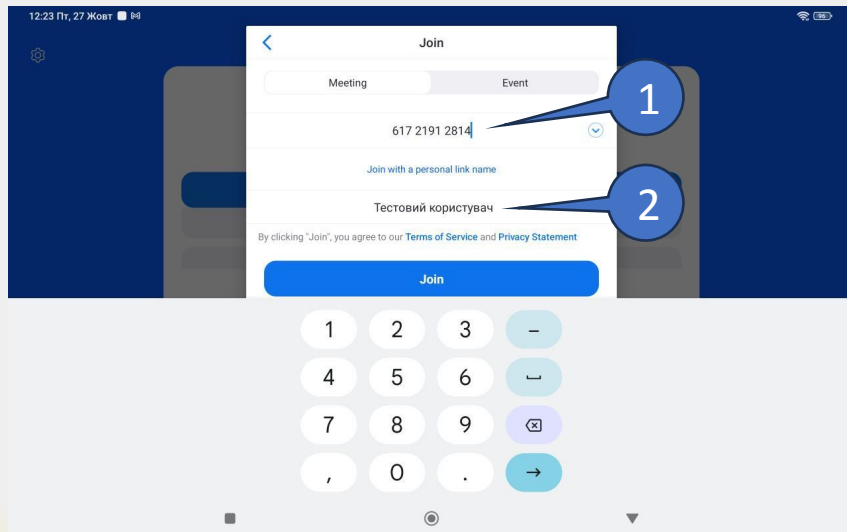 12:23 Пт, 27 Жовт
96
Join
Meeting
Event
1
617 2191 2814
Join with a personal link name
2
Тестовий користувач
By clicking "Join", you agree to our Terms of Service and Privacy Statement
Join
1 2 3 –
4 5 6
7 8 9
, 0 .